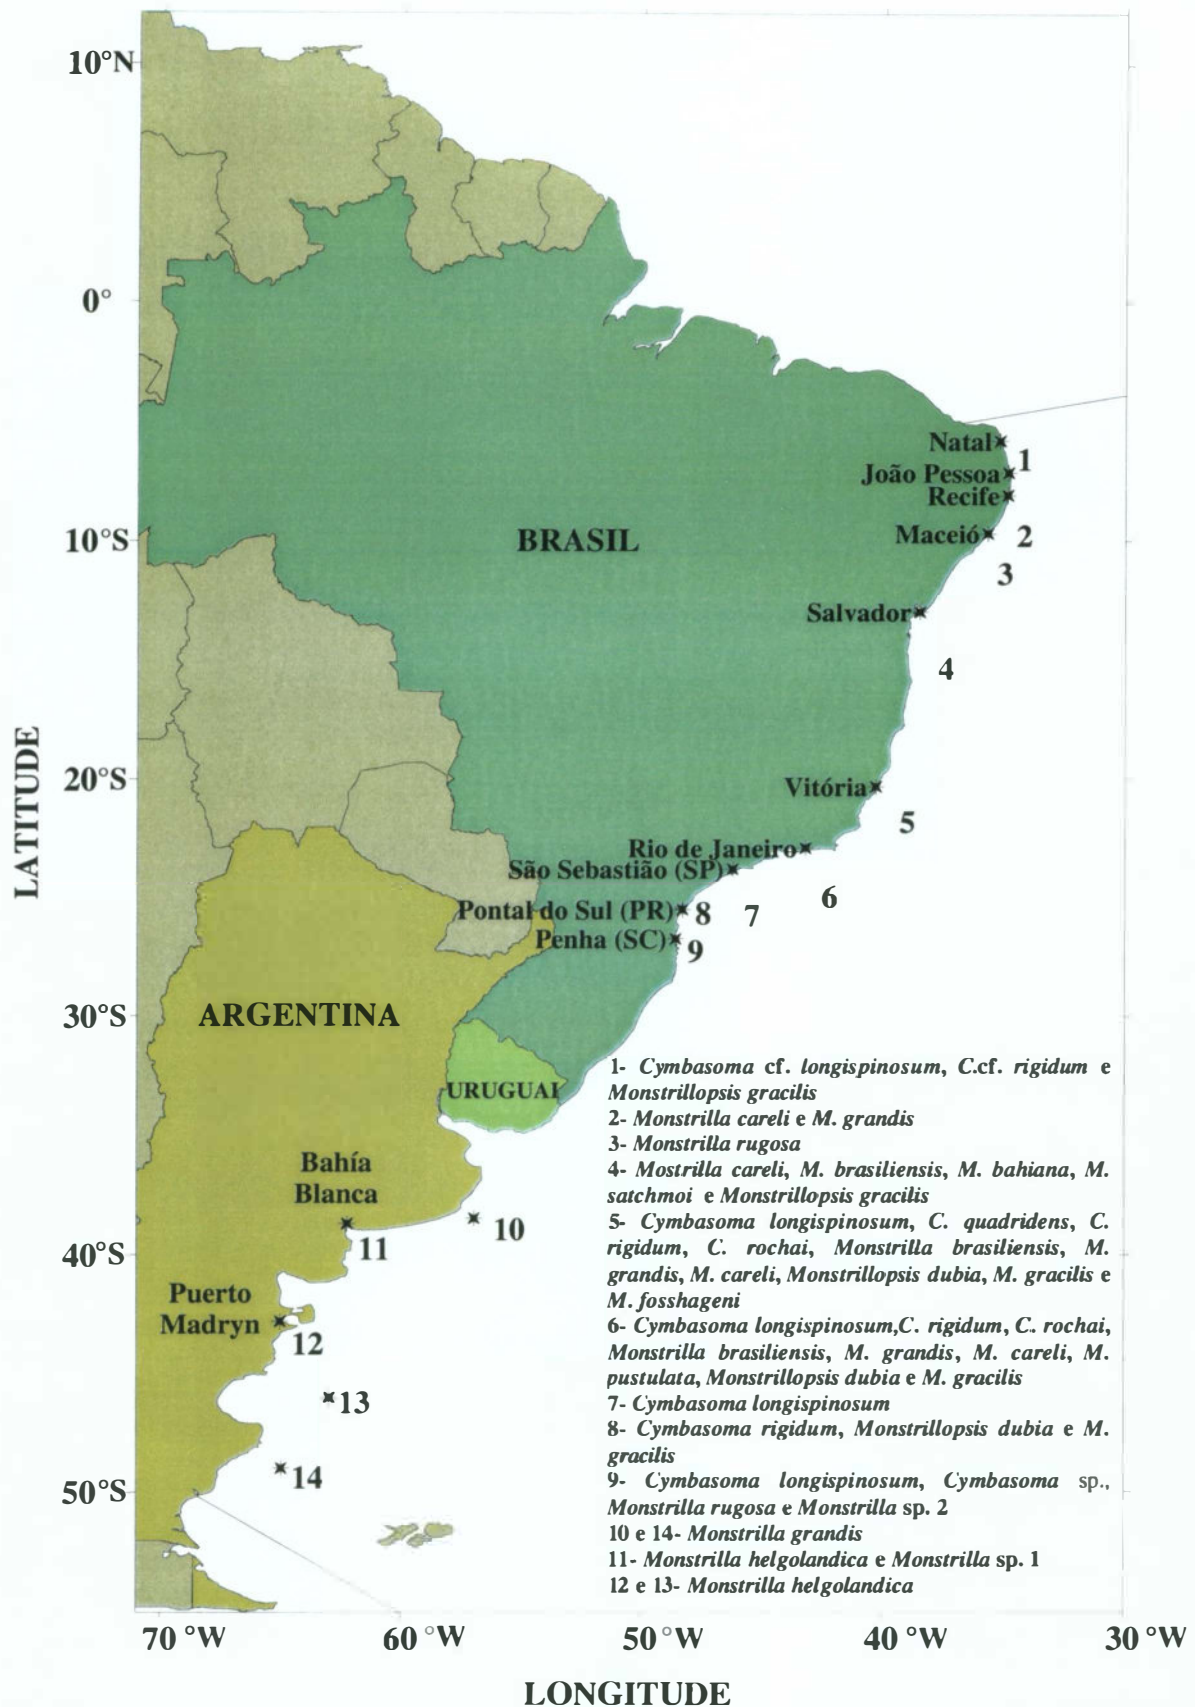 10°N
0°
10°S
20°S
30°S
40°S
50°S
LATITUDE
Natal
1
João Pessoa
Recife
BRASIL
Maceió
2
3
Salvador
4
Vitória
5
Rio de Janeiro
São Sebastião (SP)
6
Pontal do Sul (PR)
8
7
Penha (SC)
9
ARGENTINA
URUGUAI
Bahía
Blanca
10
11
Puerto
Madryn
12
13
14
1- Cymbasoma cf. longispinosum, C.cf. rigidum e
Monstrillopsis gracilis
2- Monstrilla careli e M. grandis
3- Monstrilla rugosa
4- Mostrilla careli, M. brasiliensis, M. bahiana, M.
satchmoi e Monstrillopsis gracilis
5- Cymbasoma longispinosum, C. quadridens, C.
rigidum, C. rochai, Monstrilla brasiliensis, M.
grandis, M. careli, Monstrillopsis dubia, M. gracilis e
M. fosshageni
6- Cymbasoma longispinosum,C. rigidum, C. rochai,
Monstrilla brasiliensis, M. grandis, M. careli, M.
pustulata, Monstrillopsis dubia e M. gracilis
7- Cymbasoma longispinosum
8- Cymbasoma rigidum, Monstrillopsis dubia e M.
gracilis
9- Cymbasoma longispinosum, Cymbasoma sp.,
Monstrilla rugosa e Monstrilla sp. 2
10 e 14- Monstrilla grandis
11- Monstrilla helgolandica e Monstrilla sp. 1
12 e 13- Monstrilla helgolandica
70 °W
60 °W
50 °W
40 °W
30 °W
LONGITUDE